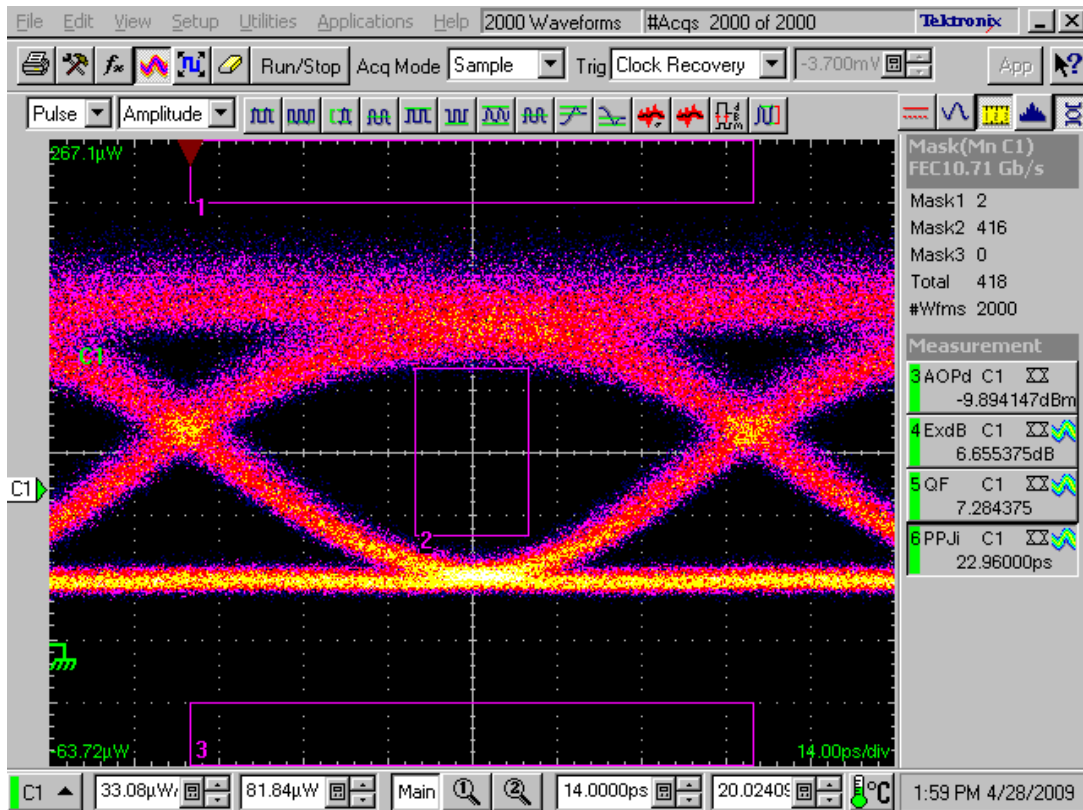 File Edit View Setup Utilities Applications Help 2000 Waveforms #Acqs 2000 of 2000 Tektronix
Run/Stop Acq Mode Sample Trig Clock Recovery -3.700mV App
Pulse Amplitude
267.1µW
1
C1
2
C1
-63.72µW
3
14.00ps/div
Mask(Mn C1)
FEC10.71 Gb/s
Mask1 2
Mask2 416
Mask3 0
Total 418
#Wfms 2000
Measurement
3 AOPd C1
-9.894147dBm
4 ExdB C1
6.655375dB
5 QF C1
7.284375
6 PPJi C1
22.96000ps
C1 33.08µW/ 81.84µW Main 1 2 14.0000ps 20.0240 °C 1:59 PM 4/28/2009